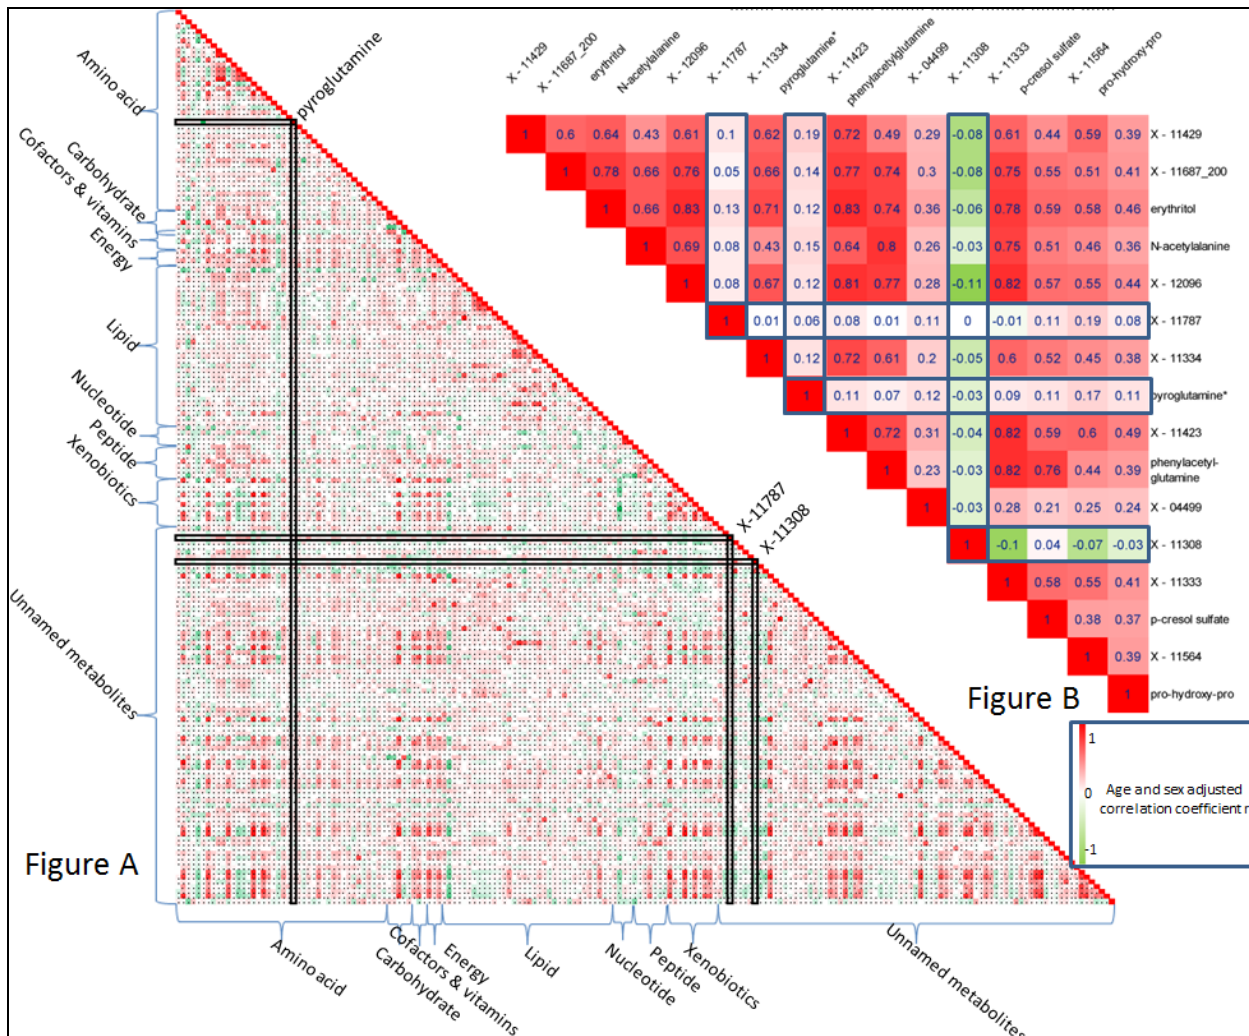 X - 11429
X - 11687_200
erythritol
N-acetylalanine
X - 12096
X - 11787
X - 11334
pyroglutamine*
X - 11423
phenylacetylglutamine
X - 04499
X - 11308
X - 11333
p-cresol sulfate
X - 11564
pro-hydroxy-pro
1 0.6 0.64 0.43 0.61 0.1 0.62 0.19 0.72 0.49 0.29 -0.08 0.61 0.44 0.59 0.39 X - 11429
1 0.78 0.66 0.76 0.05 0.66 0.14 0.77 0.74 0.3 -0.08 0.75 0.55 0.51 0.41 X - 11687_200
1 0.66 0.83 0.13 0.71 0.12 0.83 0.74 0.36 -0.06 0.78 0.59 0.58 0.46 erythritol
1 0.69 0.08 0.43 0.15 0.64 0.8 0.26 -0.03 0.75 0.51 0.46 0.36 N-acetylalanine
1 0.08 0.67 0.12 0.81 0.77 0.28 -0.11 0.82 0.57 0.55 0.44 X - 12096
1 0.01 0.06 0.08 0.01 0.11 0 -0.01 0.11 0.19 0.08 X - 11787
1 0.12 0.72 0.61 0.2 -0.05 0.6 0.52 0.45 0.38 X - 11334
1 0.11 0.07 0.12 -0.03 0.09 0.11 0.17 0.11 pyroglutamine*
1 0.72 0.31 -0.04 0.82 0.59 0.6 0.49 X - 11423
1 0.23 -0.03 0.82 0.76 0.44 0.39 phenylacetyl-
glutamine
1 -0.03 0.28 0.21 0.25 0.24 X - 04499
1 -0.1 0.04 -0.07 -0.03 X - 11308
1 0.58 0.55 0.41 X - 11333
1 0.38 0.37 p-cresol sulfate
1 0.39 X - 11564
1 pro-hydroxy-pro
Figure B
1
0
-1
Age and sex adjusted
correlation coefficient r
Amino acid
Carbohydrate
Cofactors & vitamins
Energy
Lipid
Nucleotide
Peptide
Xenobiotics
Unnamed metabolites
pyroglutamine
X-11787
X-11308
Figure A
Amino acid
Cofactors & vitamins
Carbohydrate
Energy
Lipid
Nucleotide
Peptide
Xenobiotics
Unnamed metabolites